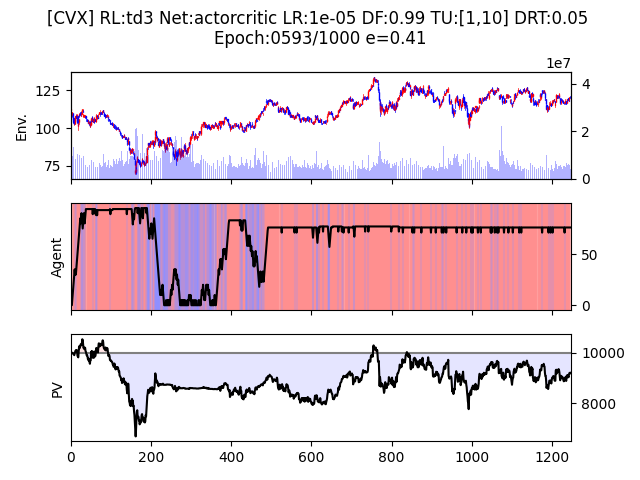 [CVX] RL:td3 Net:actorcritic LR:1e-05 DF:0.99 TU:[1,10] DRT:0.05
Epoch:0593/1000 e=0.41
1e7
125
100
75
Env.
4
2
0
Agent
50
0
PV
10000
8000
0 200 400 600 800 1000 1200